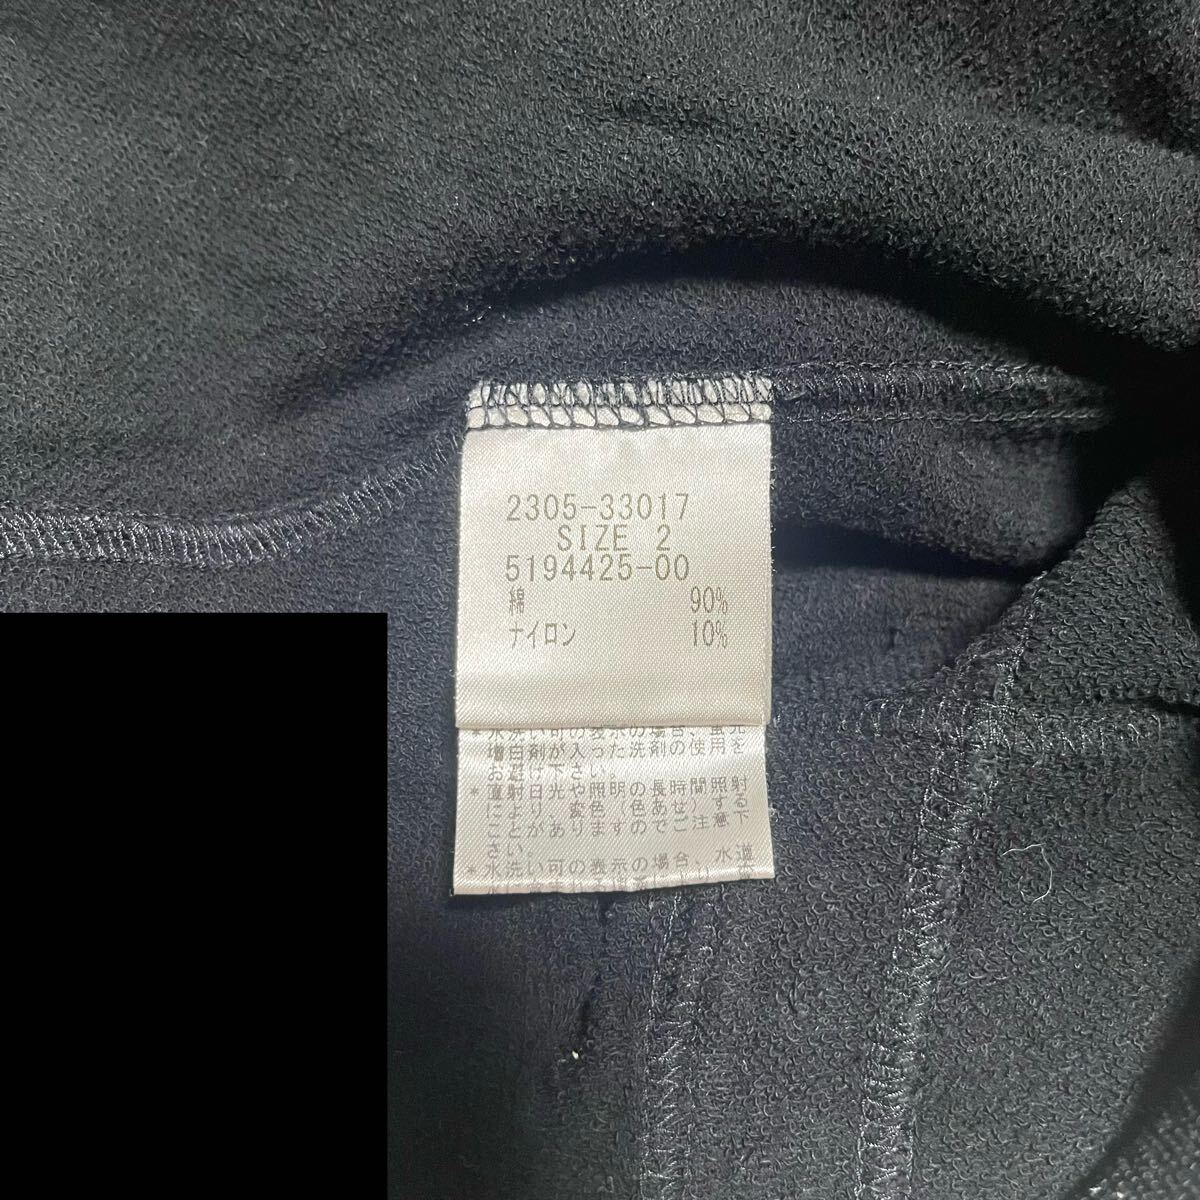 2305-33017
SIZE 2
5194425-00
綿 90%
ナイロン 10%
*水洗い可の表示の場合、蛍光
増白剤が入った洗剤の使用を
お避け下さい。
*直射日光や照明の長時間照射
により、変色(色あせ)する
ことがありますのでご注意下
さい。
*水洗い可の表示の場合、水道